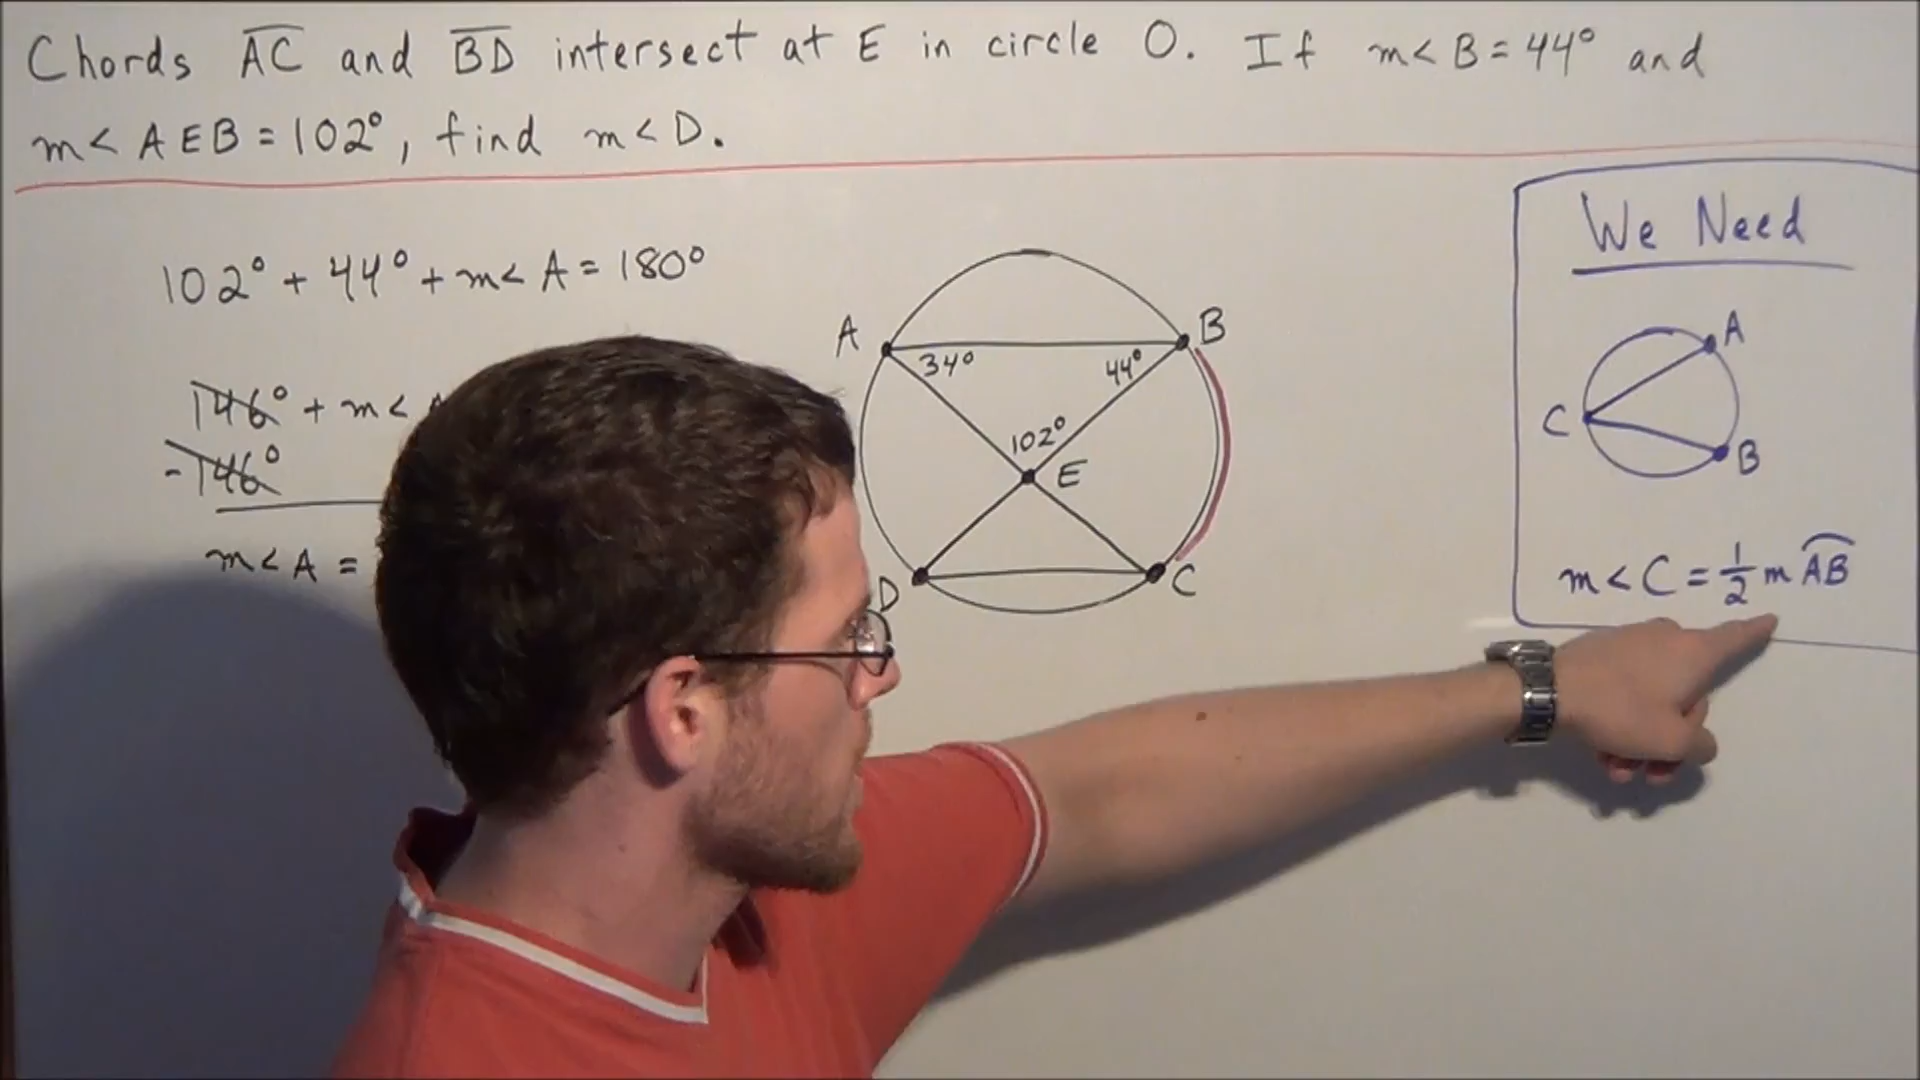 Chords AC and BD intersect at E in circle O. If m< B = 44° and
m< AEB = 102°, find m< D.
102° + 44° + m< A = 180°
146° + m<
-146°
m< A =
A
B
34°
44°
102°
E
D
C
We Need
A
C
B
m< C = 1/2 m AB